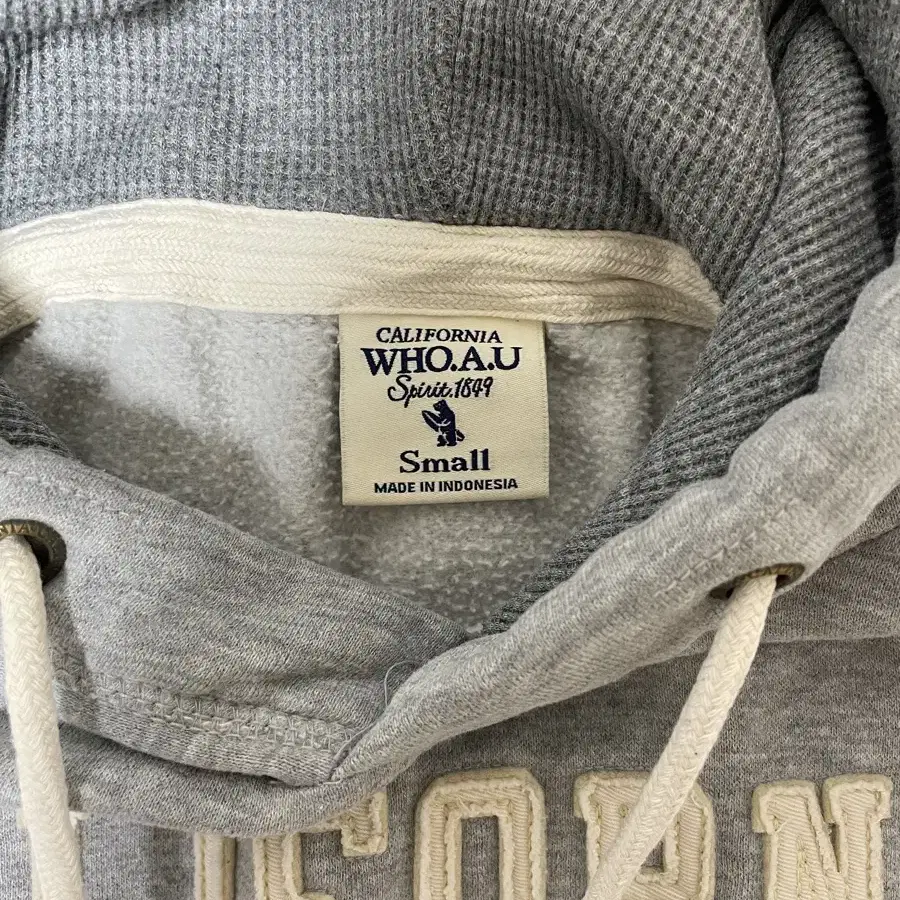 CALIFORNIA
WHO.A.U
Spirit.1849
Small
MADE IN INDONESIA